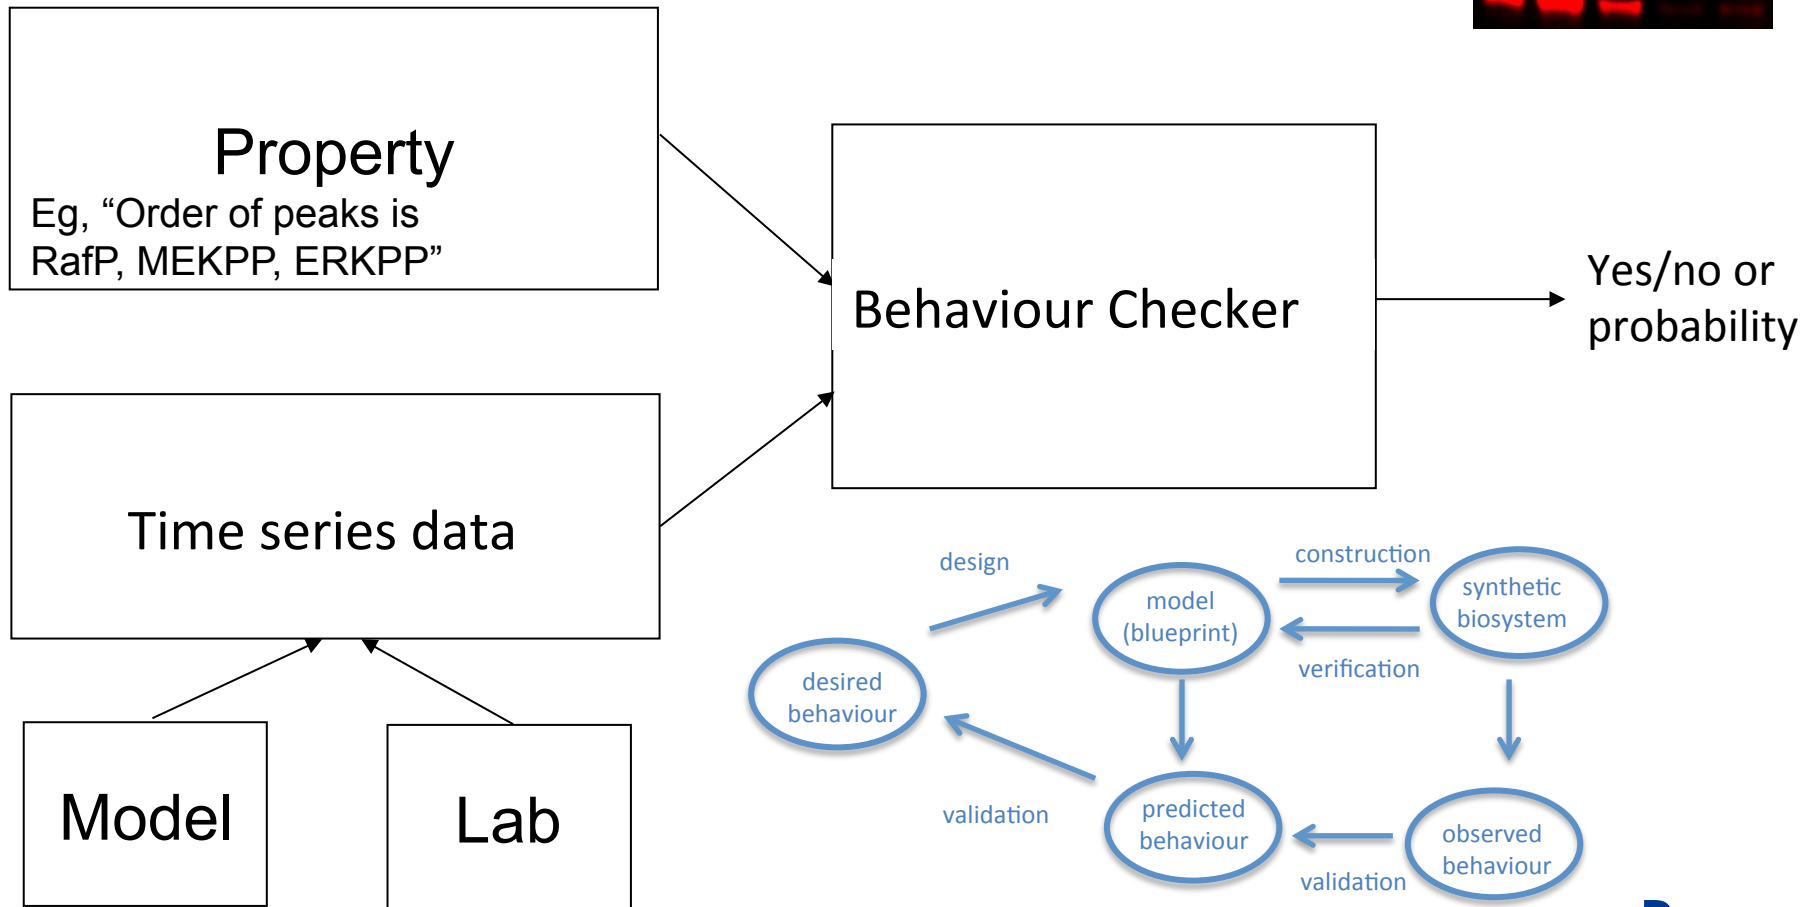 Property
Eg, “Order of peaks is
RafP, MEKPP, ERKPP”
Behaviour Checker
Yes/no or
probability
Time series data
Model
Lab
design
construction
model
(blueprint)
synthetic
biosystem
verification
desired
behaviour
validation
predicted
behaviour
observed
behaviour
validation